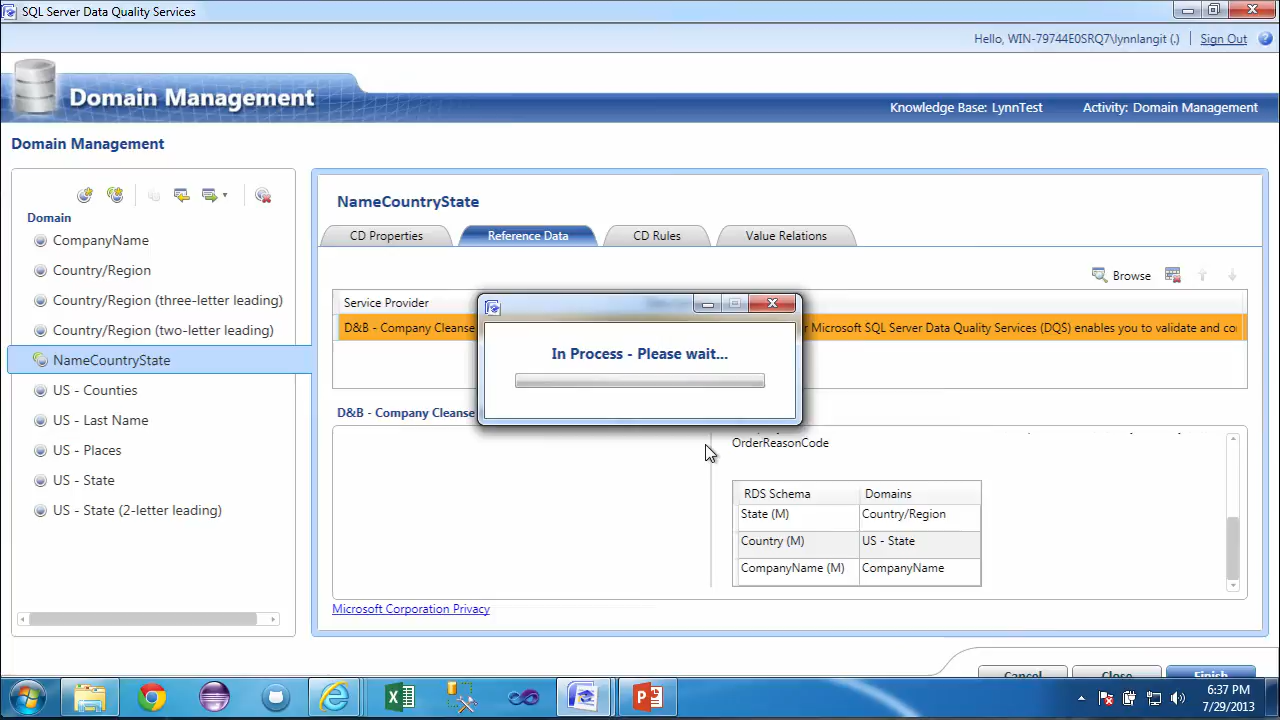 SQL Server Data Quality Services
Hello, WIN-79744E0SRQ7\lynnlangit (.) Sign Out
Domain Management
Knowledge Base: LynnTest Activity: Domain Management
Domain Management
Domain
CompanyName
Country/Region
Country/Region (three-letter leading)
Country/Region (two-letter leading)
NameCountryState
US - Counties
US - Last Name
US - Places
US - State
US - State (2-letter leading)
NameCountryState
CD Properties Reference Data CD Rules Value Relations
Browse
Service Provider
D&B - Company Cleanse r Microsoft SQL Server Data Quality Services (DQS) enables you to validate and co
In Process - Please wait...
D&B - Company Cleanse
OrderReasonCode
RDS Schema Domains
State (M) Country/Region
Country (M) US - State
CompanyName (M) CompanyName
Microsoft Corporation Privacy
Cancel Close Finish
6:37 PM
7/29/2013